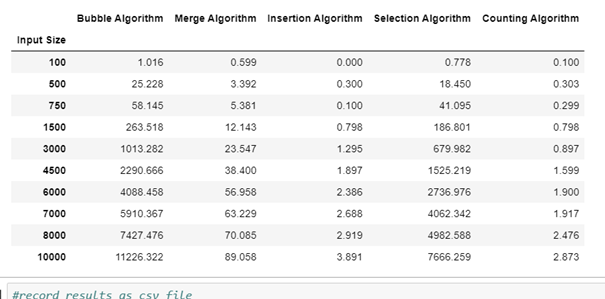 Bubble Algorithm Merge Algorithm Insertion Algorithm Selection Algorithm Counting Algorithm
Input Size
100 1.016 0.599 0.000 0.778 0.100
500 25.228 3.392 0.300 18.450 0.303
750 58.145 5.381 0.100 41.095 0.299
1500 263.518 12.143 0.798 186.801 0.798
3000 1013.282 23.547 1.295 679.982 0.897
4500 2290.666 38.400 1.897 1525.219 1.599
6000 4088.458 56.958 2.386 2736.976 1.900
7000 5910.367 63.229 2.688 4062.342 1.917
8000 7427.476 70.085 2.919 4982.588 2.476
10000 11226.322 89.058 3.891 7666.259 2.873
#record results as csv file